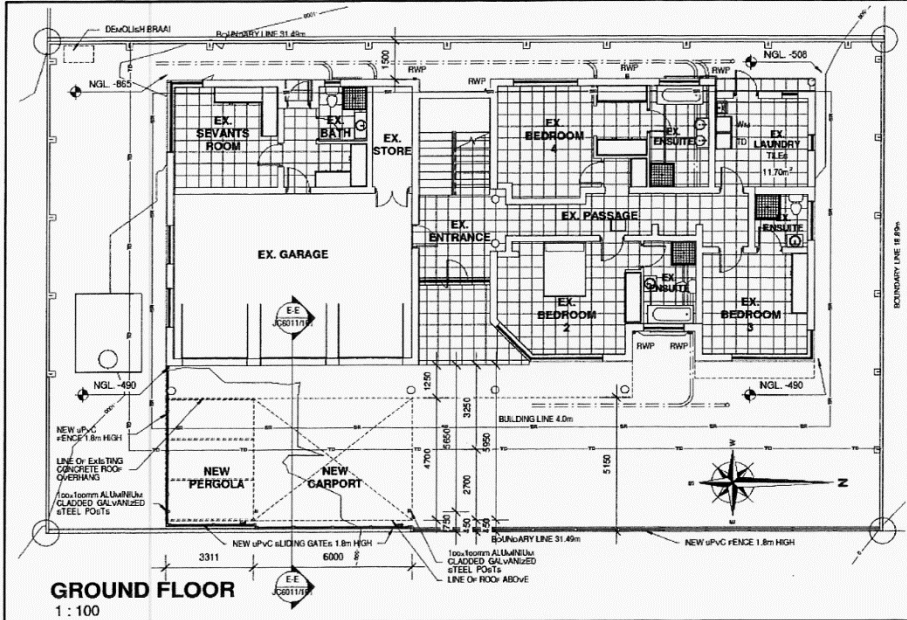 DEMOLISH BRAAI
BOUNDARY LINE 31.49m
1500
NGL. -865
RWP
RWP
RWP
NGL. -508
EX.
SEVANTS
ROOM
EX.
BATH
EX.
STORE
EX.
BEDROOM
4
EX.
ENSUITE
WM
TD
EX.
LAUNDRY
TILES
11.70m²
EX. PASSAGE
EX.
ENTRANCE
EX.
ENSUITE
EX. GARAGE
EX.
BEDROOM
2
EX.
ENSUITE
EX.
BEDROOM
3
BOUNDARY LINE 18.89m
E-E
RWP
RWP
NGL. -490
NGL. -490
1250
3250
5650
5950
4700
2700
5150
750
450
450
BUILDING LINE 4.0m
NEW uPvC
FENCE 1.8m HIGH
LINE OF EXISTING
CONCRETE ROOF
OVERHANG
100x100mm ALUMINIUM
CLADDED GALVANIZED
STEEL POSTS
NEW
PERGOLA
NEW
CARPORT
W
N
NEW uPvC SLIDING GATES 1.8m HIGH
BOUNDARY LINE 31.49m
NEW uPvC FENCE 1.8m HIGH
3311
6000
100x100mm ALUMINIUM
CLADDED GALVANIZED
STEEL POSTS
LINE OF ROOF ABOVE
E-E
GROUND FLOOR
1 : 100